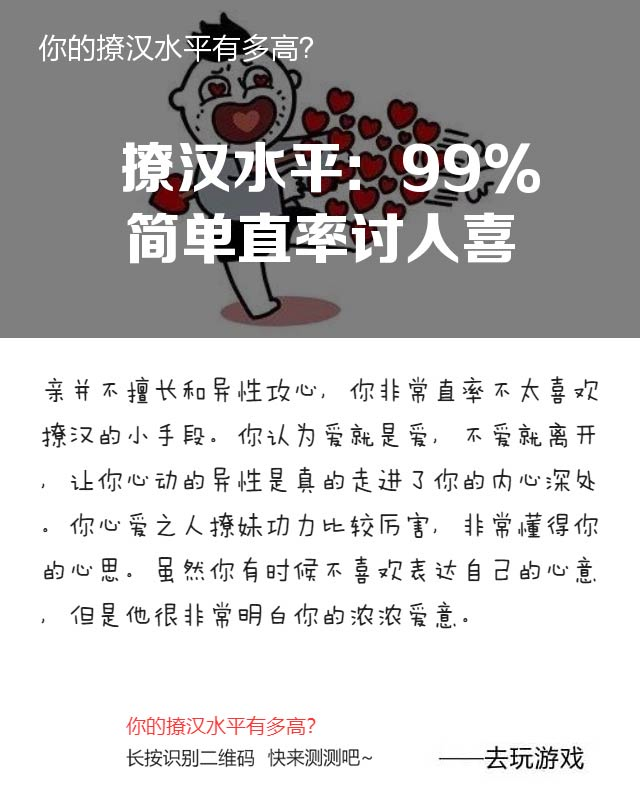 你的撩汉水平有多高?
撩汉水平：99%
简单直率讨人喜
亲并不擅长和异性攻心，你非常直率不太喜欢
撩汉的小手段。你认为爱就是爱，不爱就离开
，让你心动的异性是真的走进了你的内心深处
。你心爱之人撩妹功力比较厉害，非常懂得你
的心思。虽然你有时候不喜欢表达自己的心意
，但是他很非常明白你的浓浓爱意。
你的撩汉水平有多高?
长按识别二维码 快来测测吧~
——去玩游戏